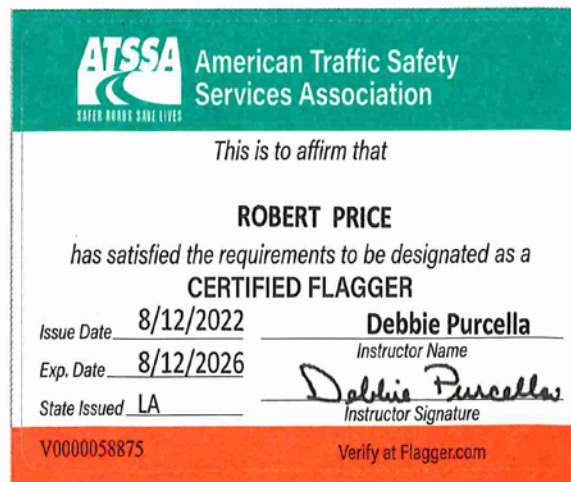 ATSSA
SAFER ROADS SAVE LIVES
American Traffic Safety
Services Association
This is to affirm that
ROBERT PRICE
has satisfied the requirements to be designated as a
CERTIFIED FLAGGER
Issue Date 8/12/2022
Debbie Purcella
Instructor Name
Exp. Date 8/12/2026
Debbie Purcella
State Issued LA
Instructor Signature
V0000058875
Verify at Flagger.com